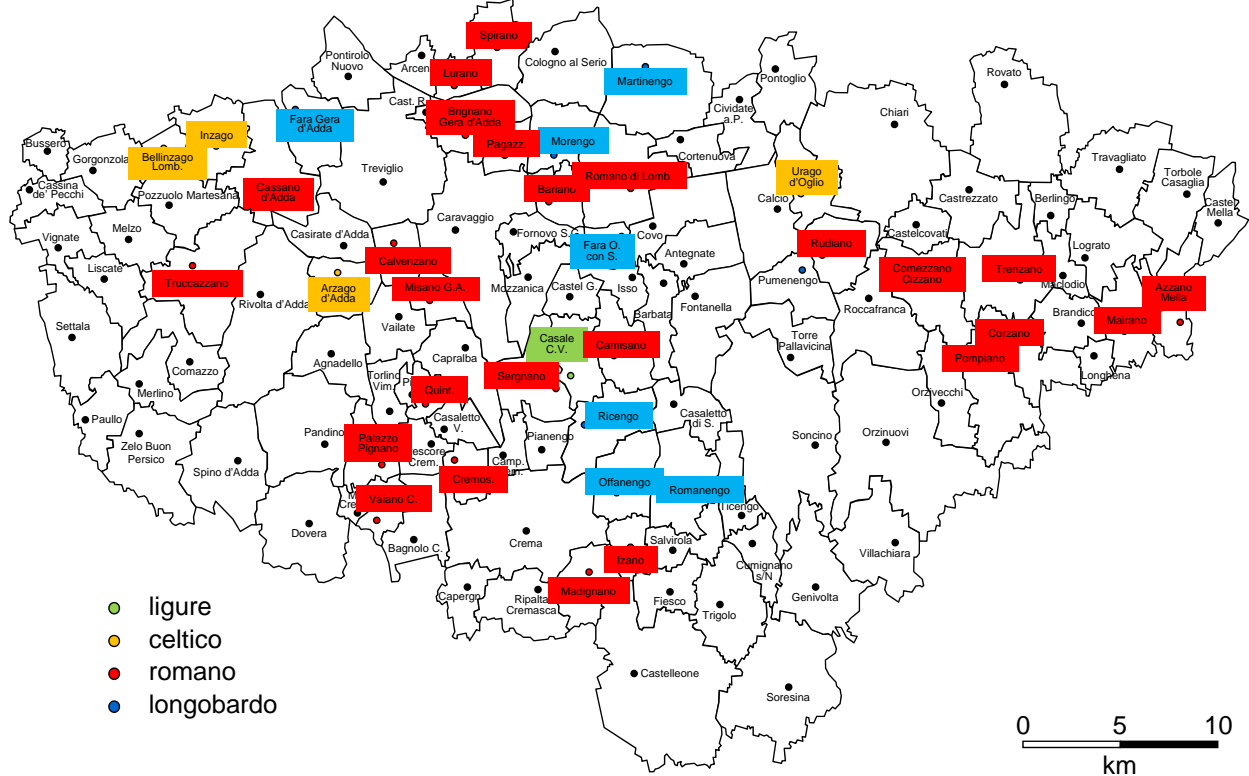 Spirano
Cologno al Serio
Pontirolo
Nuovo
Arcen
Lurano
Martinengo
Pontoglio
Rovato
Cividate
a.P.
Chiari
Cast. R.
Brignano
Gera d'Adda
Fara Gera
d'Adda
Inzago
Bussero
Gorgonzola
Bellinzago
Lomb.
Pagazz.
Morengo
Cortenuova
Travagliato
Treviglio
Urago
d'Oglio
Torbole
Casaglia
Cassina
de' Pecchi
Pozzuolo Martesana
Cassano
d'Adda
Bariano
Romano di Lomb.
Calcio
Castrezzato
Berlingo
Castel
Mella
Vignate
Melzo
Casirate d'Adda
Caravaggio
Fornovo S.
Covo
Castelcovati
Rudiano
Lograto
Fara O.
con S.
Antegnate
Liscate
Truccazzano
Calvenzano
Arzago
d'Adda
Misano G.A.
Mozzanica
Castel G.
Isso
Pumenengo
Comezzano
Cizzano
Trenzano
Maclodio
Azzano
Mella
Rivolta d'Adda
Barbata
Fontanella
Roccafranca
Settala
Vailate
Brandico
Mairano
Casale
C.V.
Camisano
Torre
Pallavicina
Corzano
Pompiano
Longhena
Comazzo
Agnadello
Capralba
Merlino
Torlino
Vim.
Quint.
Sergnano
Orzivecchi
Paullo
Zelo Buon
Persico
Spino d'Adda
Pandino
Palazzo
Pignano
Casaletto
V.
Pianengo
Ricengo
Casaletto
di S.
Soncino
Orzinuovi
escore
Crem.
Camp.
Cremos.
Offanengo
Romanengo
Vaiano C.
Ticengo
Dovera
Bagnolo C.
Crema
Salvirola
Izano
Cumignano
s/N
Villachiara
Madignano
Capergn
Ripalta
Cremasca
Fiesco
Trigolo
Genivolta
ligure
celtico
romano
longobardo
Castelleone
Soresina
0 5 10
km